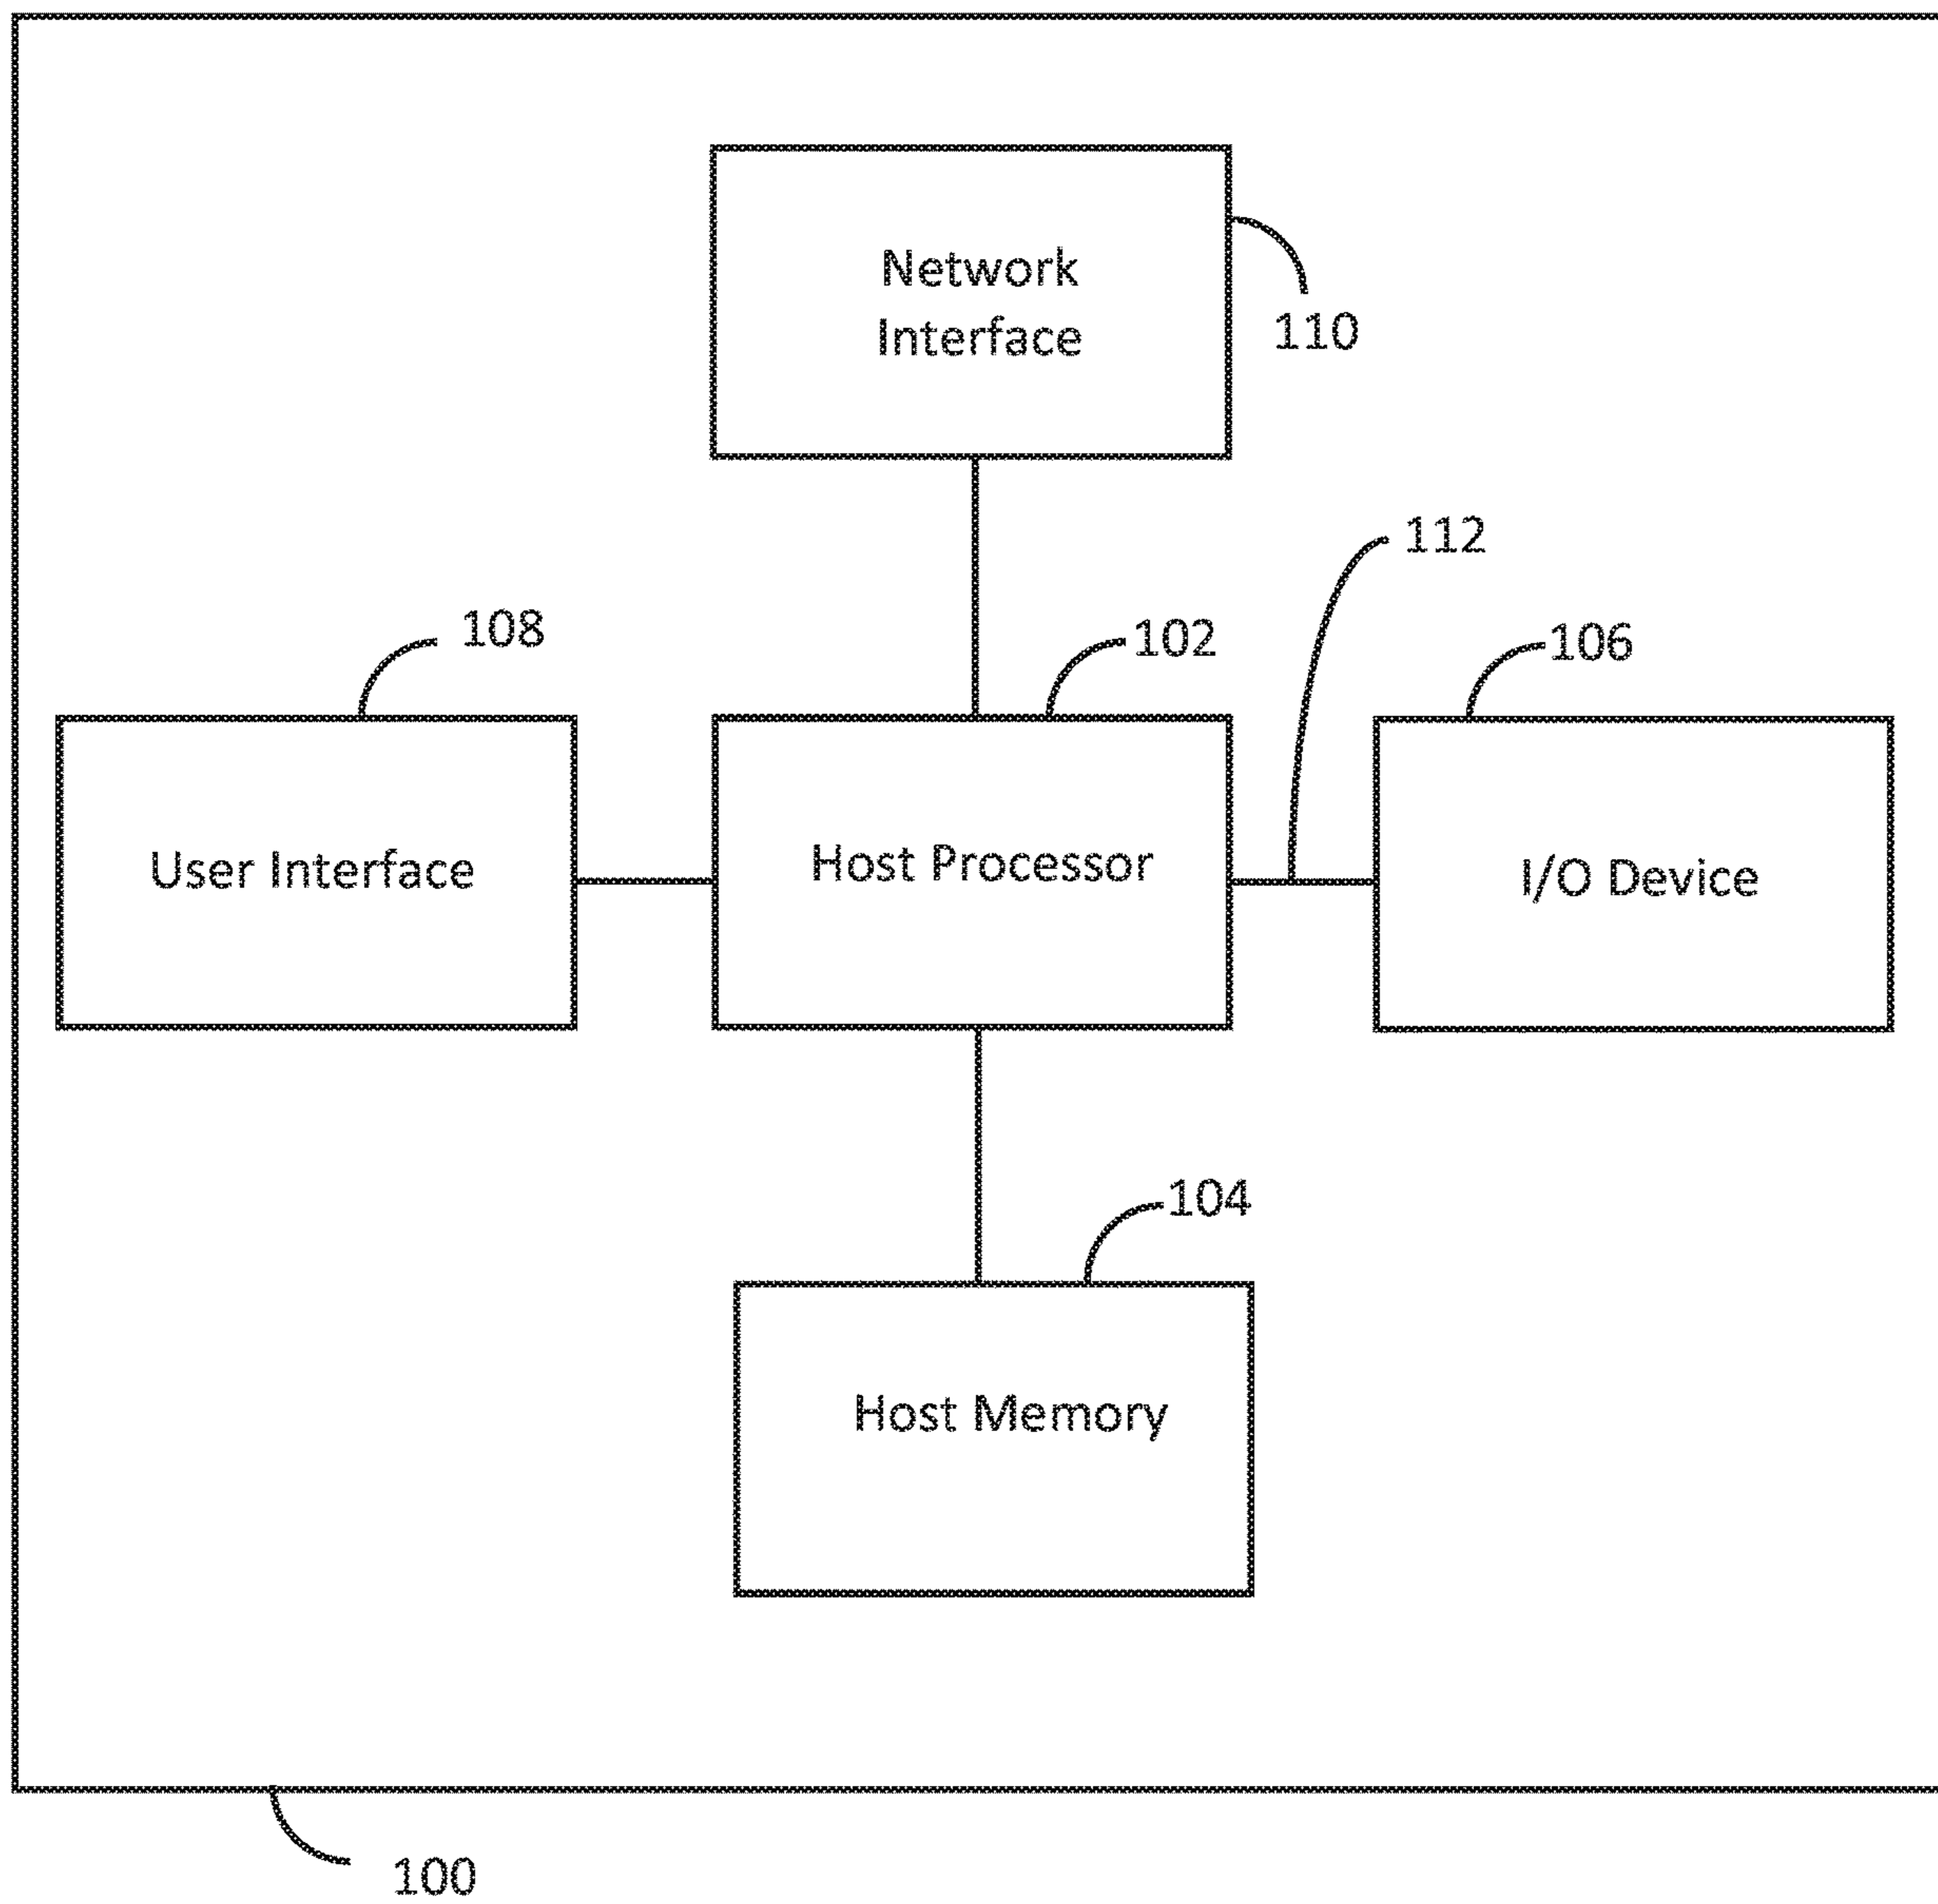 Network
Interface
110
112
108
102
106
User Interface
Host Processor
I/O Device
104
Host Memory
100